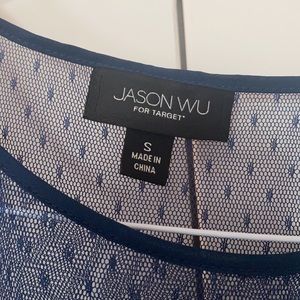 JASON WU
FOR TARGET*
S
MADE IN
CHINA